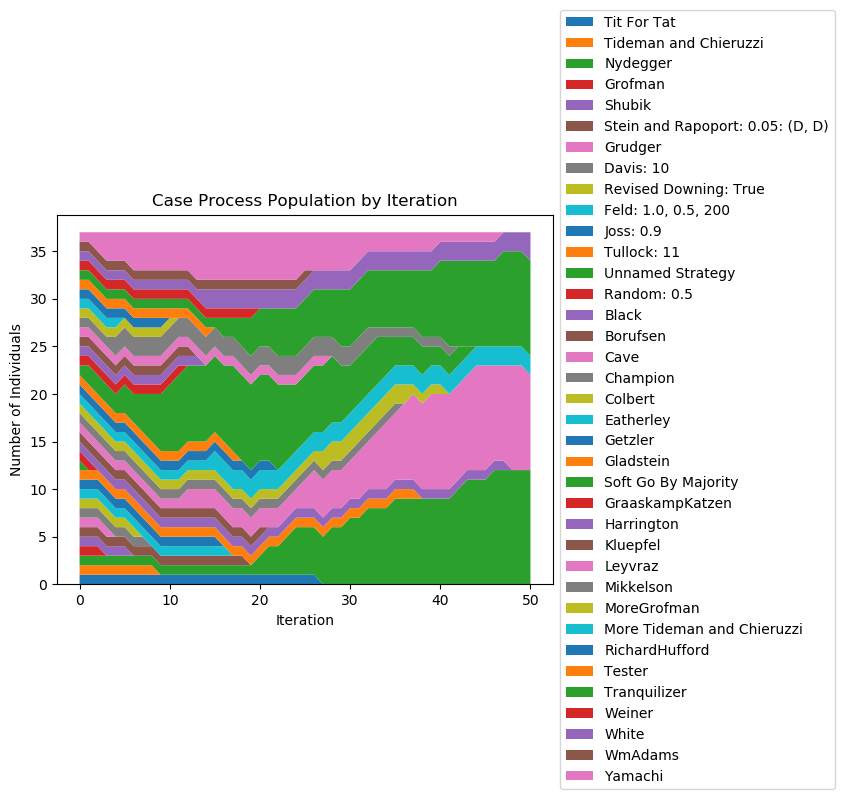 Case Process Population by Iteration
Number of Individuals
35
30
25
20
15
10
5
0
0 10 20 30 40 50
Iteration
Tit For Tat
Tideman and Chieruzzi
Nydegger
Grofman
Shubik
Stein and Rapoport: 0.05: (D, D)
Grudger
Davis: 10
Revised Downing: True
Feld: 1.0, 0.5, 200
Joss: 0.9
Tullock: 11
Unnamed Strategy
Random: 0.5
Black
Borufsen
Cave
Champion
Colbert
Eatherley
Getzler
Gladstein
Soft Go By Majority
GraaskampKatzen
Harrington
Kluepfel
Leyvraz
Mikkelson
MoreGrofman
More Tideman and Chieruzzi
RichardHufford
Tester
Tranquilizer
Weiner
White
WmAdams
Yamachi